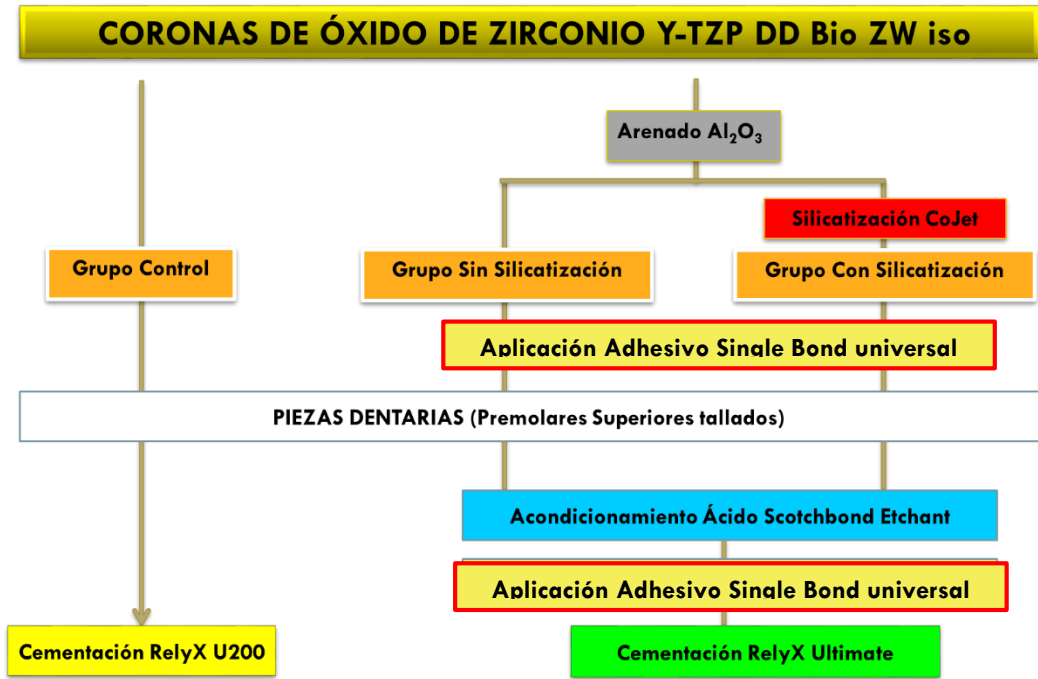 CORONAS DE ÓXIDO DE ZIRCONIO Y-TZP DD Bio ZW iso
Arenado Al₂O₃
Silicatización CoJet
Grupo Control
Grupo Sin Silicatización
Grupo Con Silicatización
Aplicación Adhesivo Single Bond universal
PIEZAS DENTARIAS (Premolares Superiores tallados)
Acondicionamiento Ácido Scotchbond Etchant
Aplicación Adhesivo Single Bond universal
Cementación RelyX U200
Cementación RelyX Ultimate